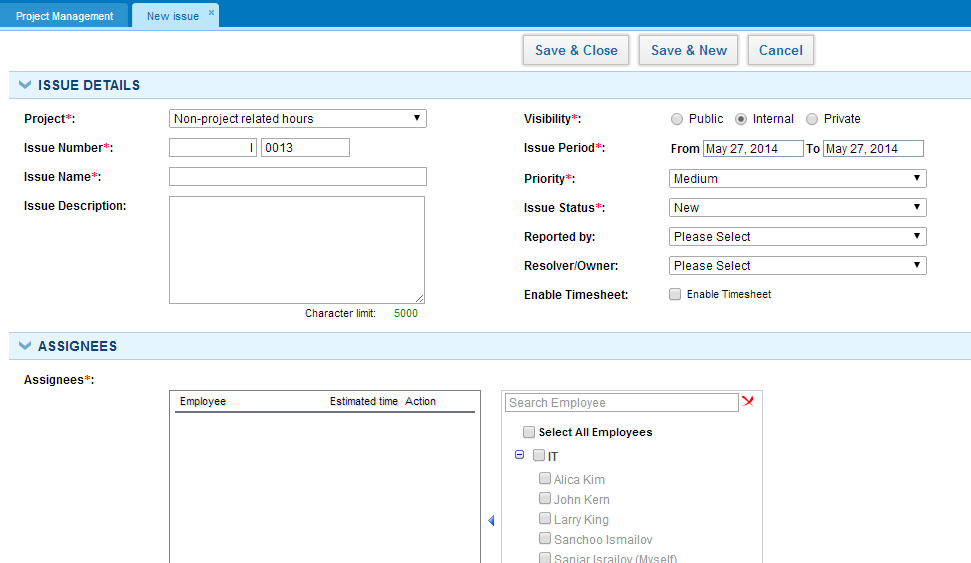 Project Management New issue ×
Save & Close Save & New Cancel
ISSUE DETAILS
Project*: Non-project related hours
Visibility*: Public Internal Private
Issue Number*: I 0013
Issue Period*: From May 27, 2014 To May 27, 2014
Issue Name*:
Priority*: Medium
Issue Description:
Issue Status*: New
Reported by: Please Select
Resolver/Owner: Please Select
Enable Timesheet: Enable Timesheet
Character limit: 5000
ASSIGNEES
Assignees*:
Employee Estimated time Action
Search Employee
Select All Employees
IT
Alica Kim
John Kern
Larry King
Sanchoo Ismailov
Sanjar Israilov (Myself)